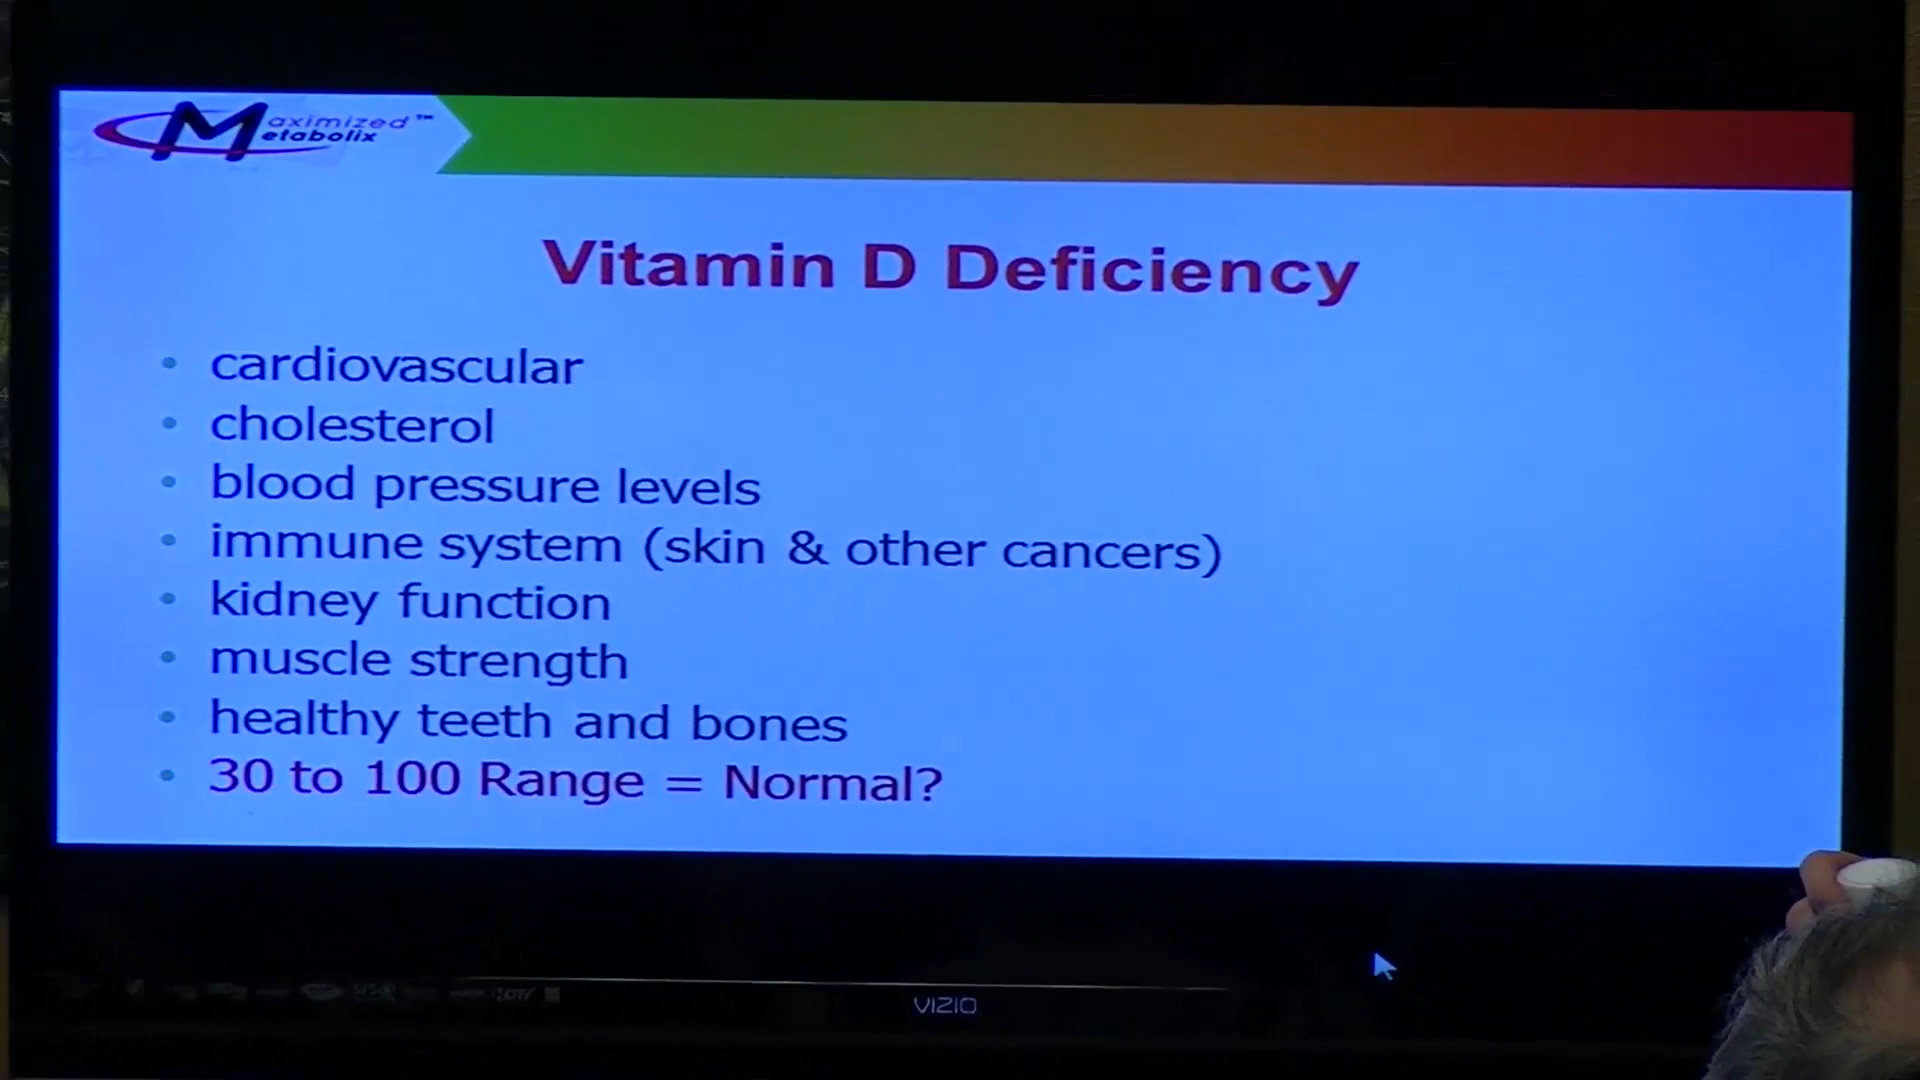 Maximized™
Metabolix
Vitamin D Deficiency
• cardiovascular
• cholesterol
• blood pressure levels
• immune system (skin & other cancers)
• kidney function
• muscle strength
• healthy teeth and bones
• 30 to 100 Range = Normal?
HDTV
VIZIO